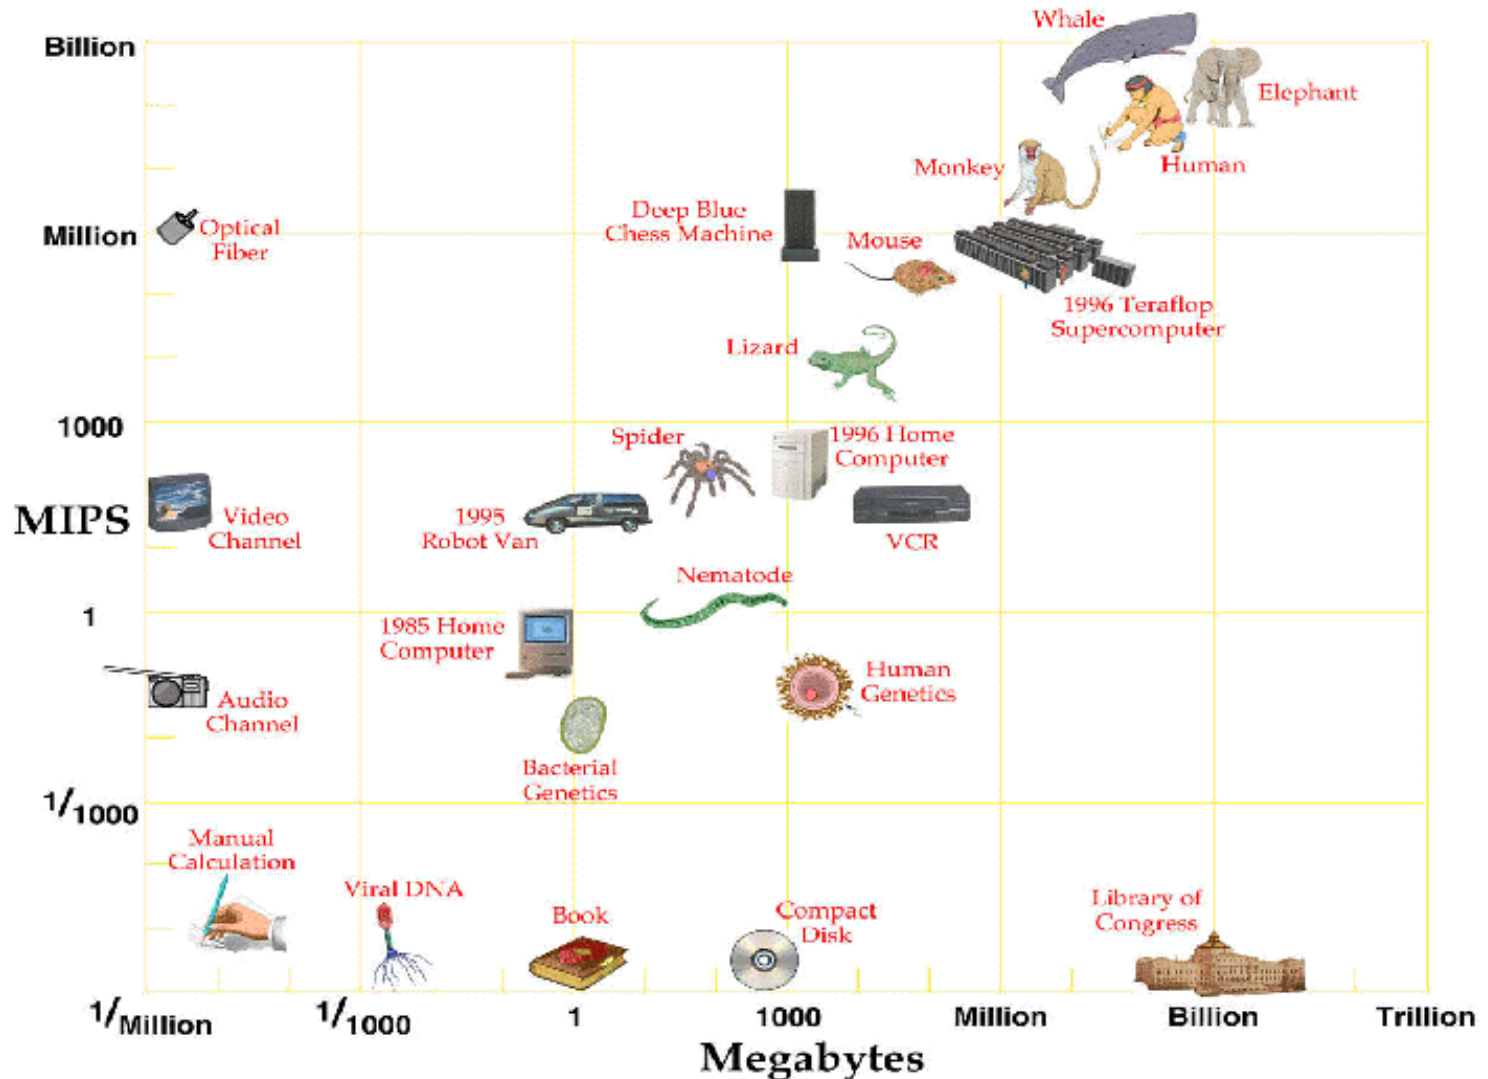 Whale
Billion
Elephant
Monkey
Human
Deep Blue
Chess Machine
Optical
Fiber
Million
Mouse
1996 Teraflop
Supercomputer
Lizard
1000
Spider
1996 Home
Computer
MIPS
Video
Channel
1995
Robot Van
VCR
Nematode
1
1985 Home
Computer
Human
Genetics
Audio
Channel
Bacterial
Genetics
1/1000
Manual
Calculation
Viral DNA
Book
Compact
Disk
Library of
Congress
1/Million
1/1000
1
1000
Million
Billion
Trillion
Megabytes